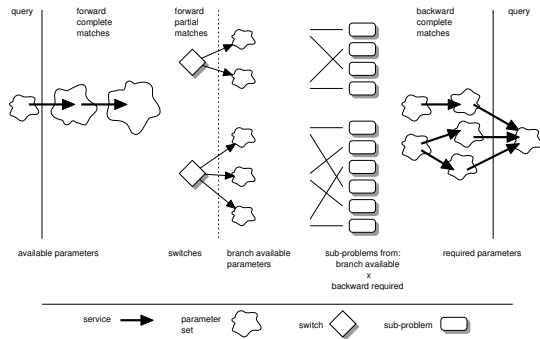 query
forward
complete
matches
forward
partial
matches
backward
complete
matches
query
available parameters
switches
branch available
parameters
sub-problems from:
branch available
x
backward required
required parameters
service
parameter
set
switch
sub-problem